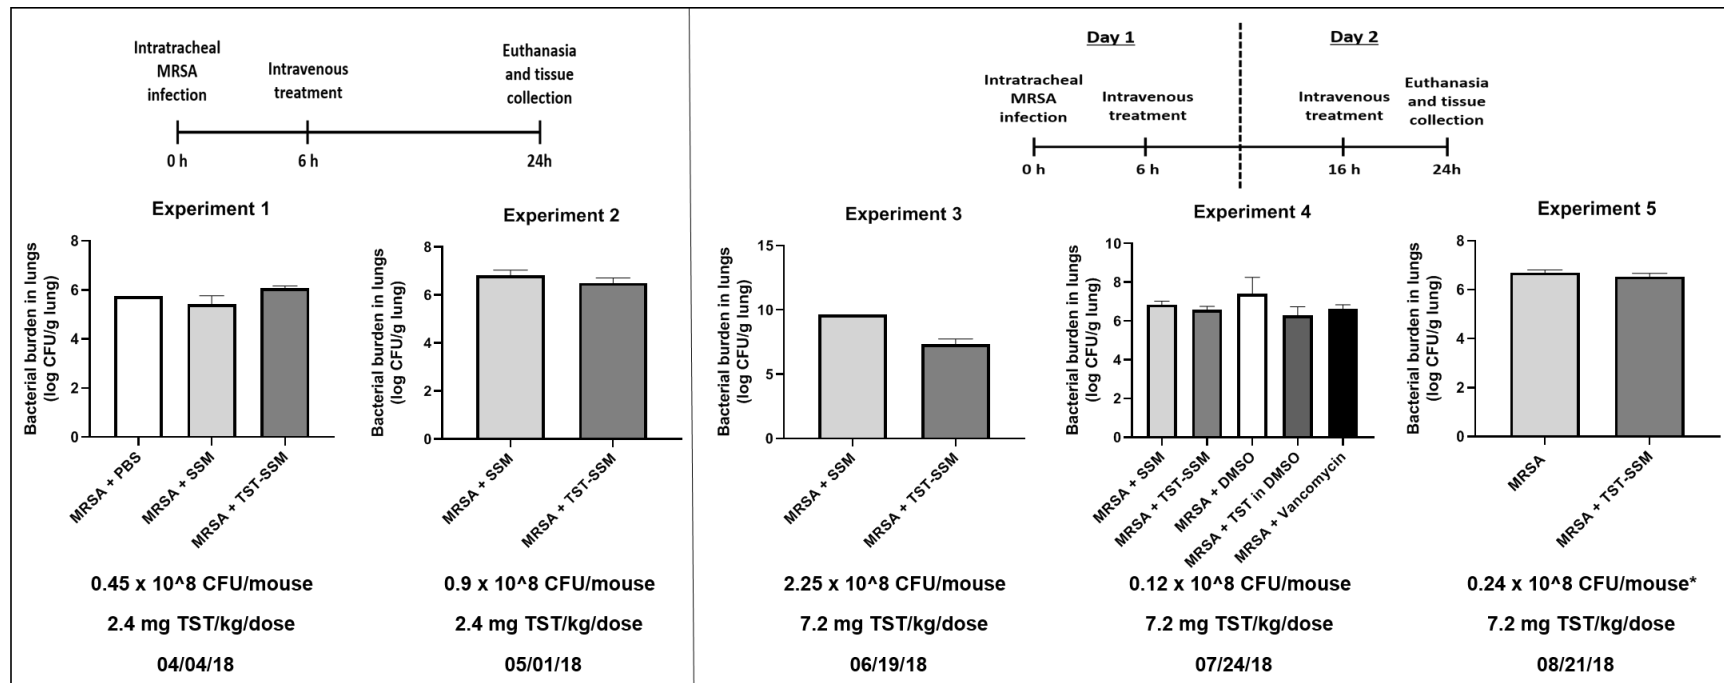 Intratracheal
MRSA
infection
Intravenous
treatment
Euthanasia
and tissue
collection
0 h
6 h
24h
Day 1
Day 2
Intratracheal
MRSA
infection
Intravenous
treatment
Intravenous
treatment
Euthanasia
and tissue
collection
0 h
6 h
16 h
24h
Experiment 1
Bacterial burden in lungs
(log CFU/g lung)
8
6
4
2
0
MRSA + PBS
MRSA + SSM
MRSA + TST-SSM
0.45 x 10^8 CFU/mouse
2.4 mg TST/kg/dose
04/04/18
Experiment 2
Bacterial burden in lungs
(log CFU/g lung)
8
6
4
2
0
MRSA + SSM
MRSA + TST-SSM
0.9 x 10^8 CFU/mouse
2.4 mg TST/kg/dose
05/01/18
Experiment 3
Bacterial burden in lungs
(log CFU/g lung)
15
10
5
0
MRSA + SSM
MRSA + TST-SSM
2.25 x 10^8 CFU/mouse
7.2 mg TST/kg/dose
06/19/18
Experiment 4
Bacterial burden in lungs
(log CFU/g lung)
10
8
6
4
2
0
MRSA + SSM
MRSA + TST-SSM
MRSA + DMSO
MRSA + TST in DMSO
MRSA + Vancomycin
0.12 x 10^8 CFU/mouse
7.2 mg TST/kg/dose
07/24/18
Experiment 5
Bacterial burden in lungs
(log CFU/g lung)
8
6
4
2
0
MRSA
MRSA + TST-SSM
0.24 x 10^8 CFU/mouse*
7.2 mg TST/kg/dose
08/21/18